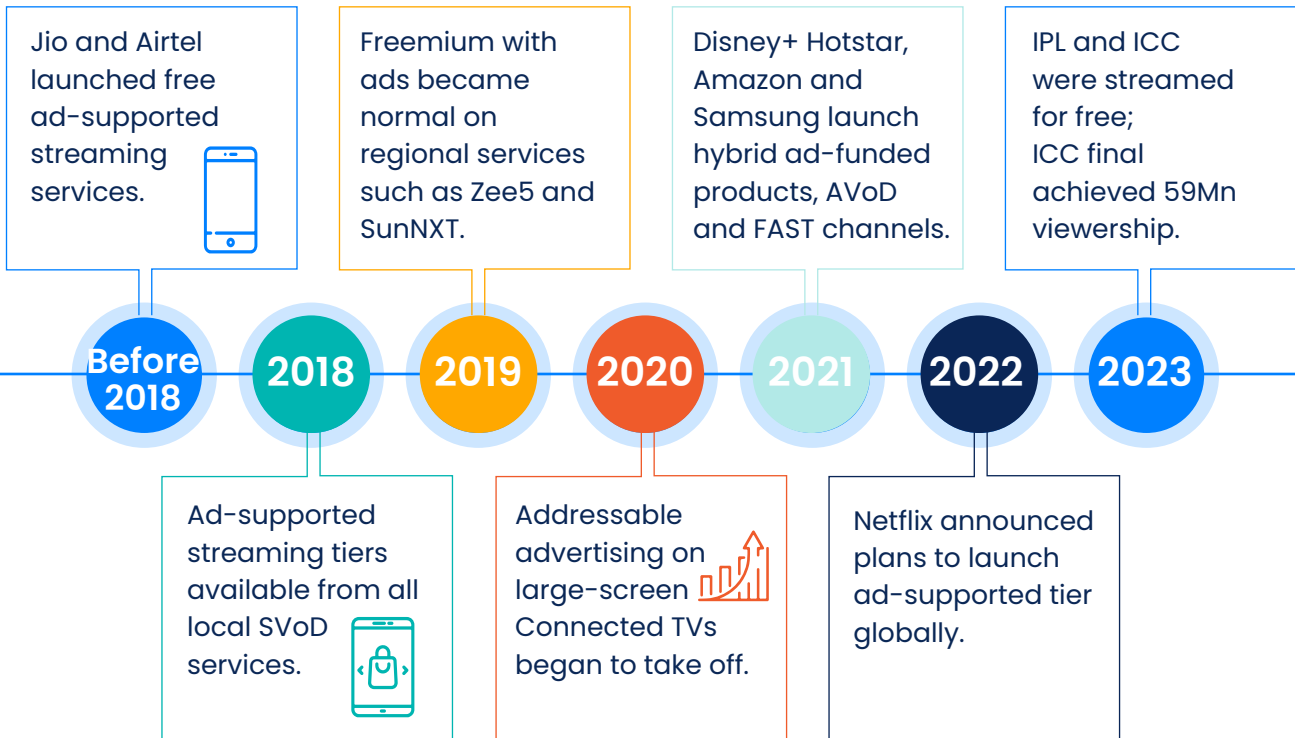 Jio and Airtel
launched free
ad-supported
streaming
services.
Freemium with
ads became
normal on
regional services
such as Zee5 and
SunNXT.
Disney+ Hotstar,
Amazon and
Samsung launch
hybrid ad-funded
products, AVoD
and FAST channels.
IPL and ICC
were streamed
for free;
ICC final
achieved 59Mn
viewership.
Before
2018
2018
2019
2020
2021
2022
2023
Ad-supported
streaming tiers
available from all
local SVoD
services.
Addressable
advertising on
large-screen
Connected TVs
began to take off.
Netflix announced
plans to launch
ad-supported tier
globally.